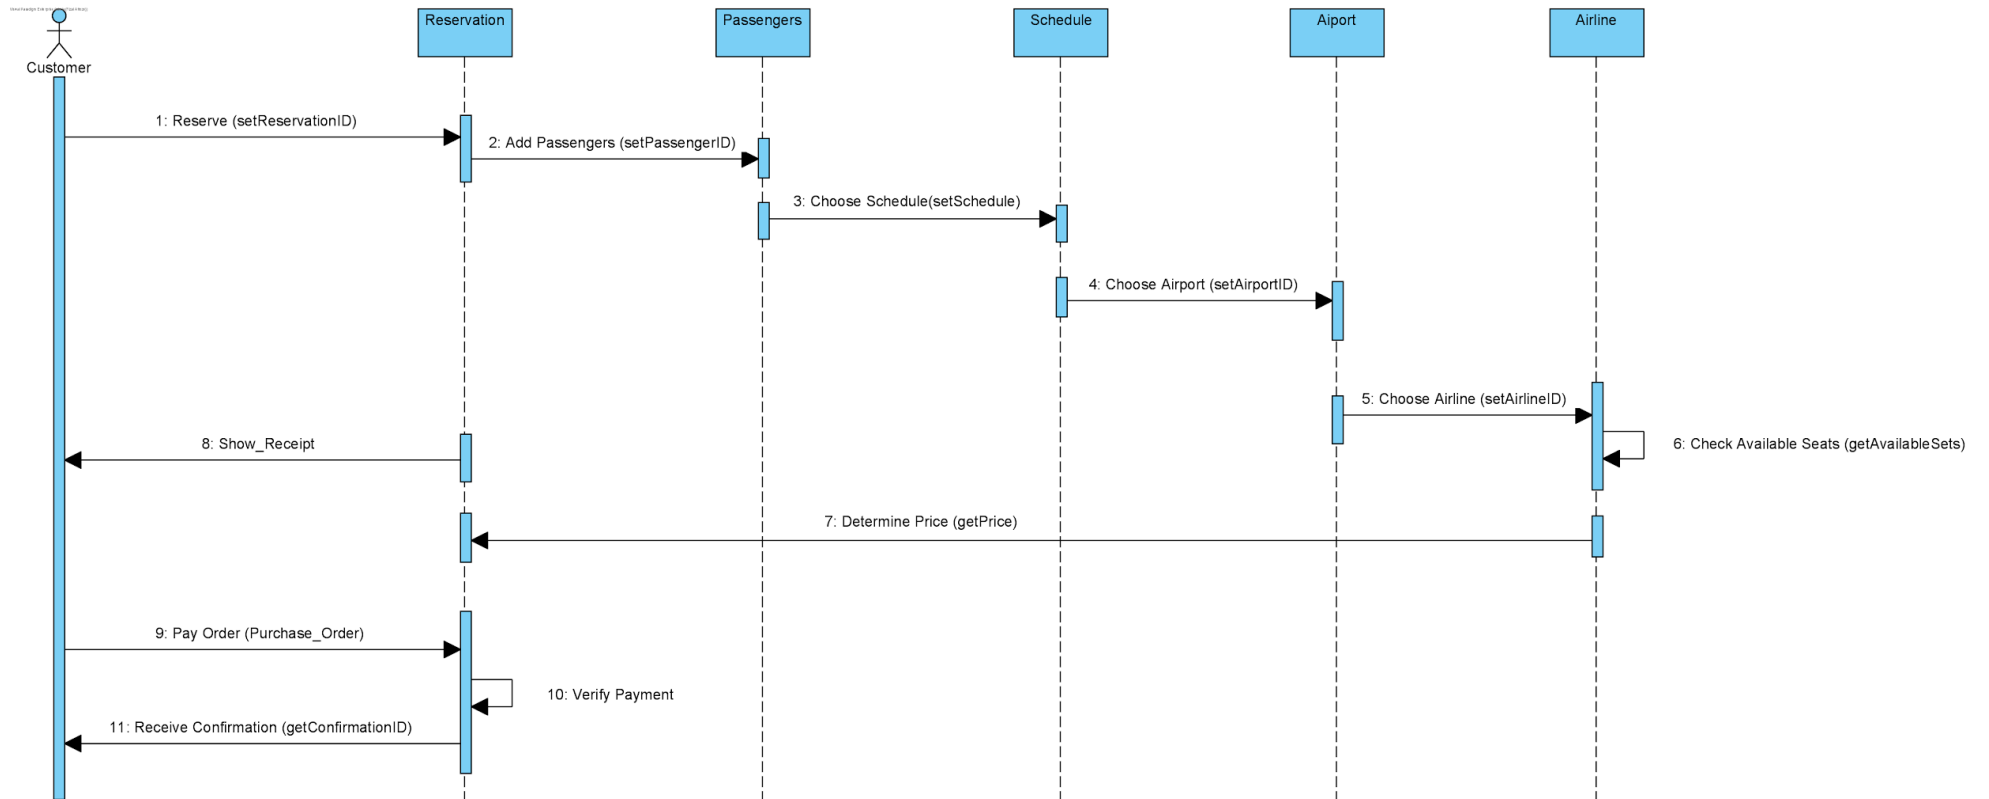 Customer
Reservation
Passengers
Schedule
Aiport
Airline
1: Reserve (setReservationID)
2: Add Passengers (setPassengerID)
3: Choose Schedule(setSchedule)
4: Choose Airport (setAirportID)
5: Choose Airline (setAirlineID)
6: Check Available Seats (getAvailableSets)
8: Show_Receipt
7: Determine Price (getPrice)
9: Pay Order (Purchase_Order)
10: Verify Payment
11: Receive Confirmation (getConfirmationID)